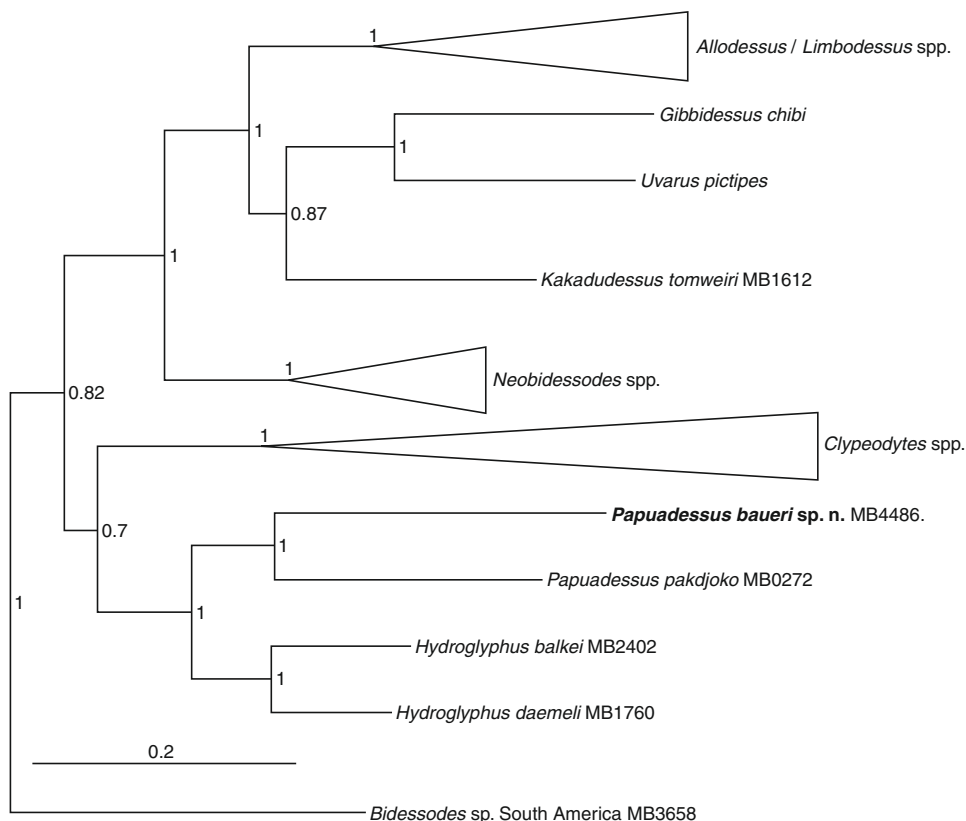 1
Allodessus / Limbodessus spp.
Gibbidessus chibi
1
1
Uvarus pictipes
0.87
1
Kakadudessus tomweiri MB1612
1
Neobidessodes spp.
0.82
1
Clypeodytes spp.
Papuadessus baueri sp. n. MB4486.
0.7
1
Papuadessus pakdjoko MB0272
1
1
Hydroglyphus balkei MB2402
1
Hydroglyphus daemeli MB1760
0.2
Bidessodes sp. South America MB3658